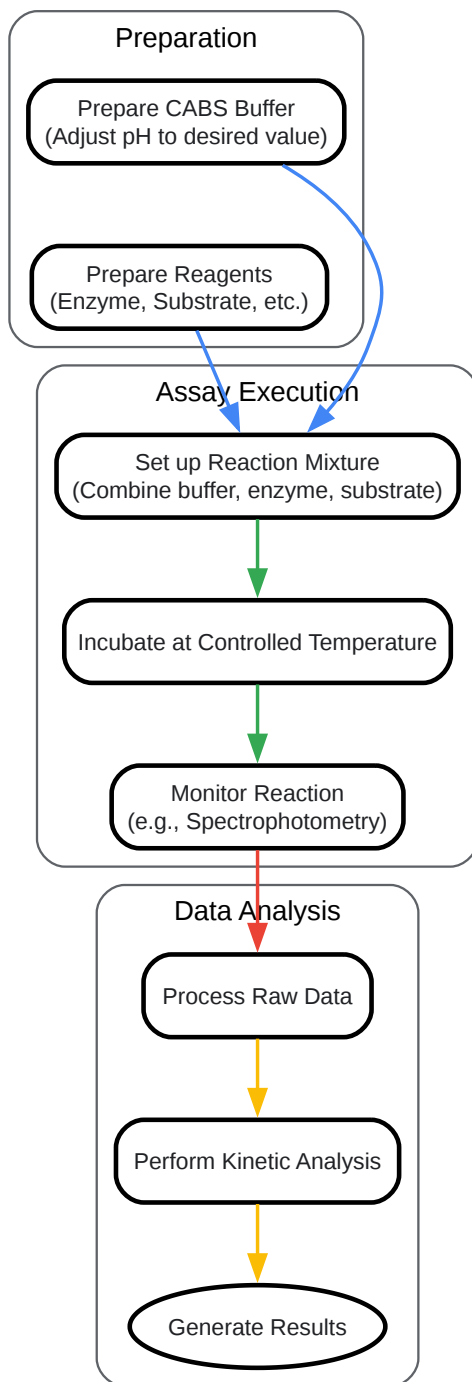 Preparation
Prepare CABS Buffer
(Adjust pH to desired value)
Prepare Reagents
(Enzyme, Substrate, etc.)
Assay Execution
Set up Reaction Mixture
(Combine buffer, enzyme, substrate)
Incubate at Controlled Temperature
Monitor Reaction
(e.g., Spectrophotometry)
Data Analysis
Process Raw Data
Perform Kinetic Analysis
Generate Results